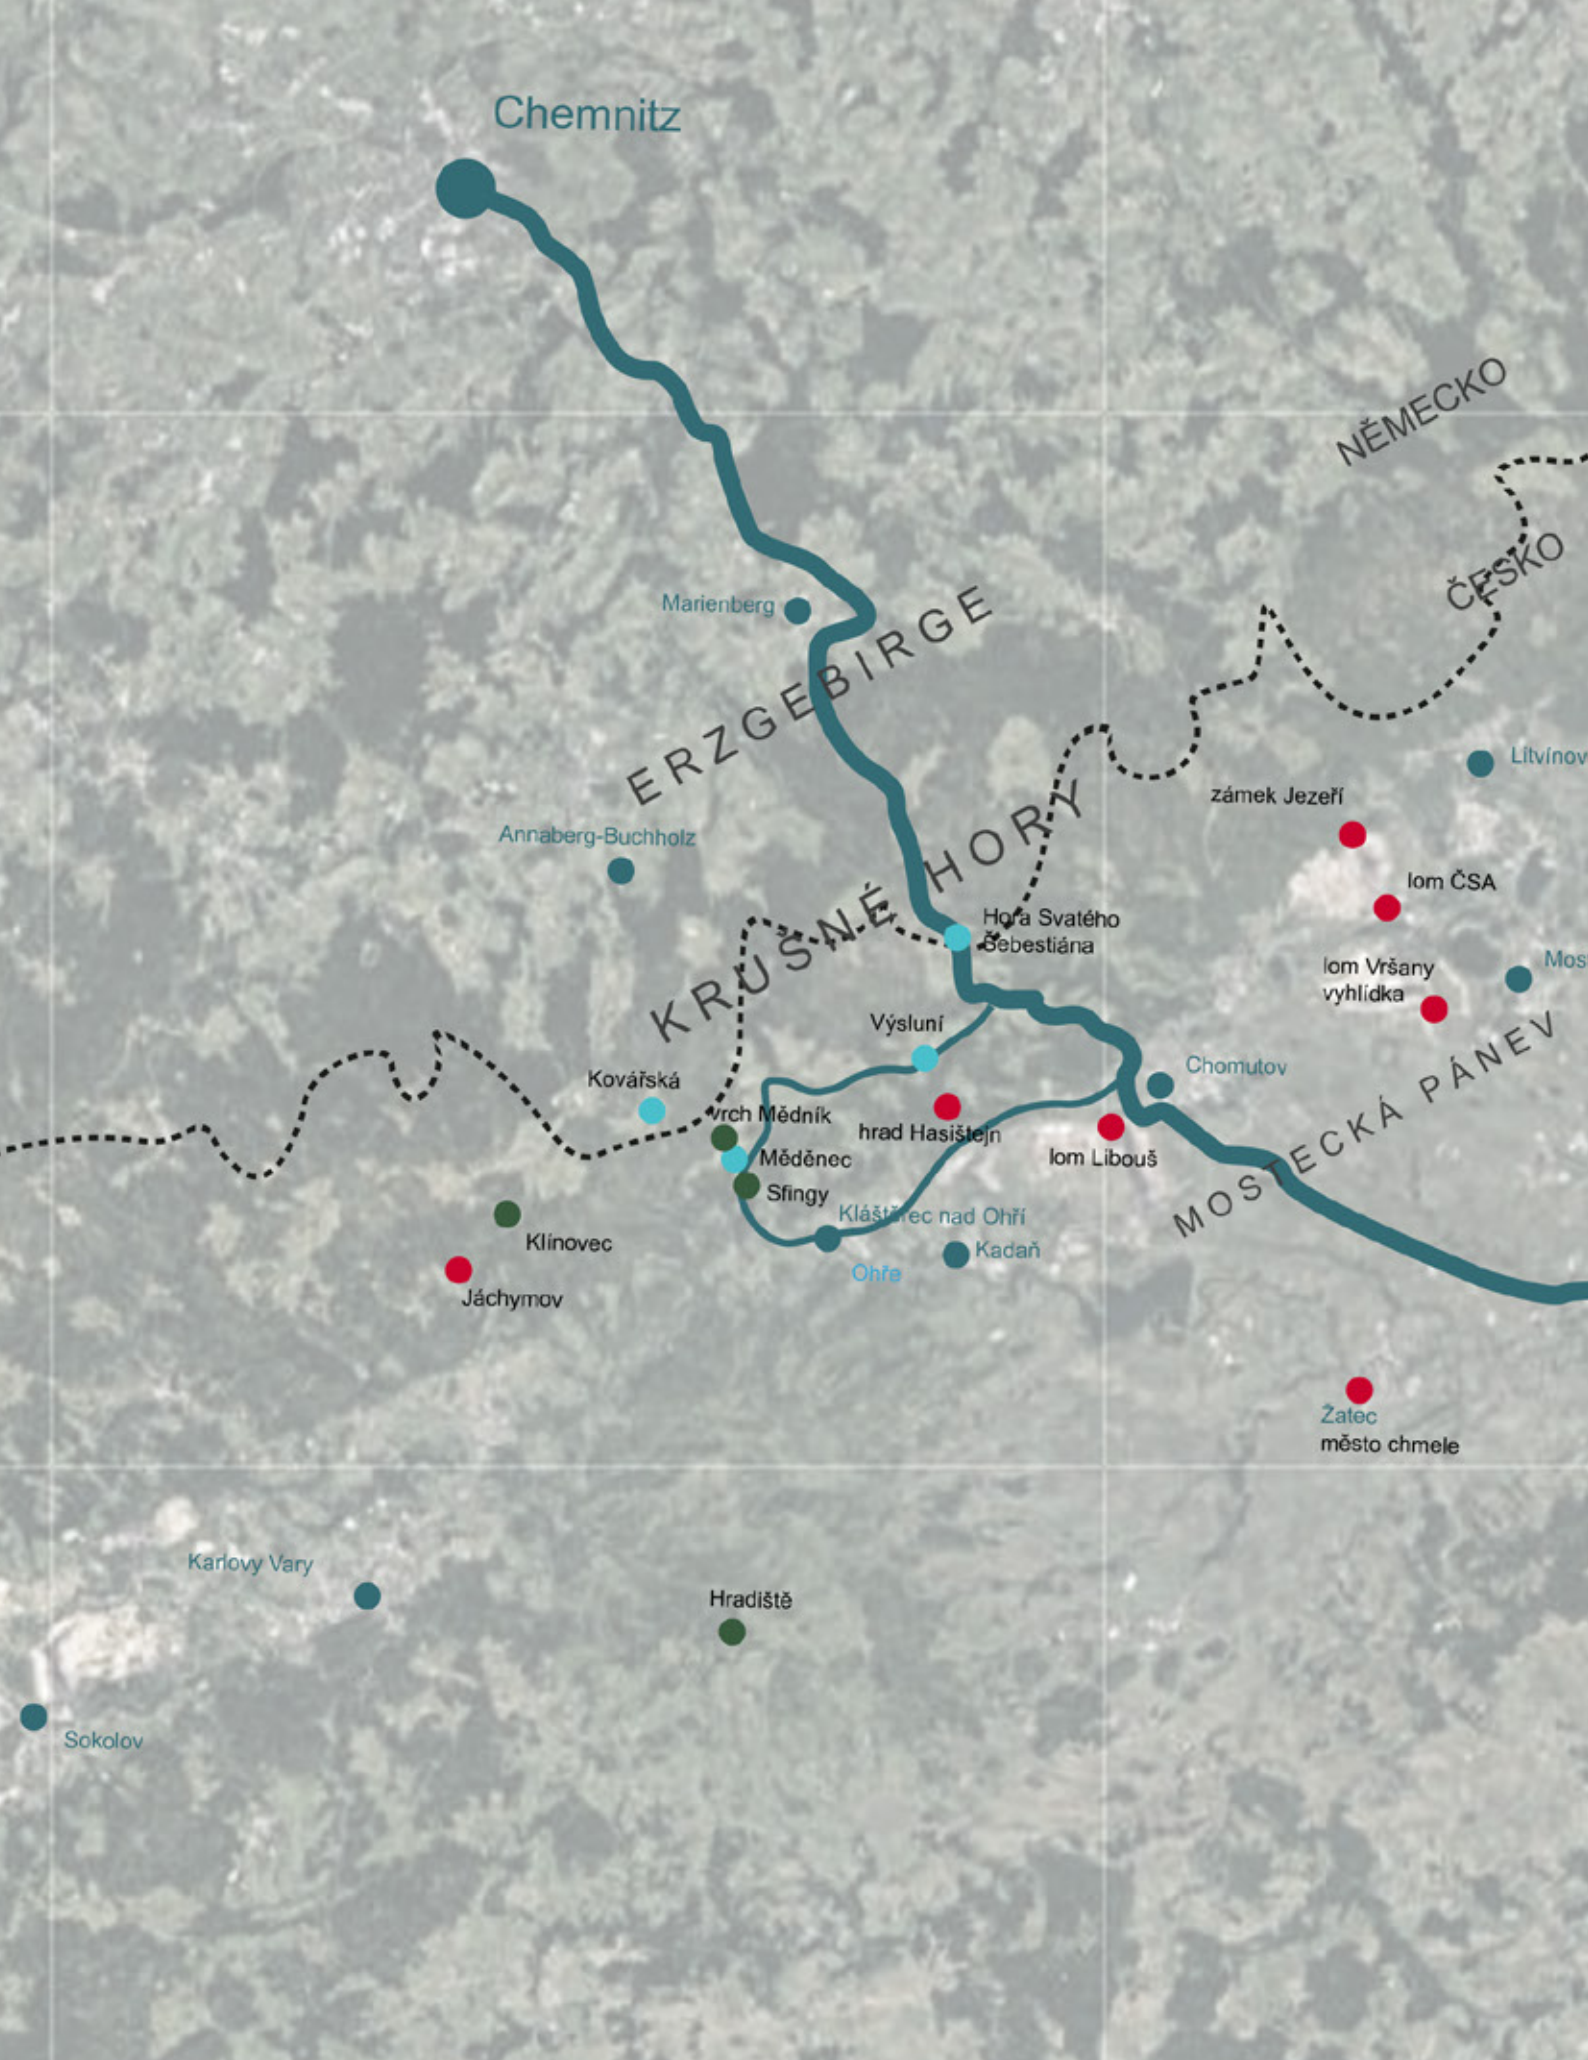 Chemnitz
NĚMECKO
ČESKO
Marienberg
ERZGEBIRGE
Litvínov
zámek Jezeří
Annaberg-Buchholz
KRUŠNÉ HORY
lom ČSA
Hora Svatého
Šebestiána
lom Vršany
vyhlídka
Mos
Výsluní
MOSTECKÁ PÁNEV
Chomutov
Kovářská
vrch Mědník
hrad Hasištejn
Měděnec
lom Libouš
Sfingy
Klášterec nad Ohří
Klínovec
Kadaň
Ohře
Jáchymov
Žatec
město chmele
Karlovy Vary
Hradiště
Sokolov